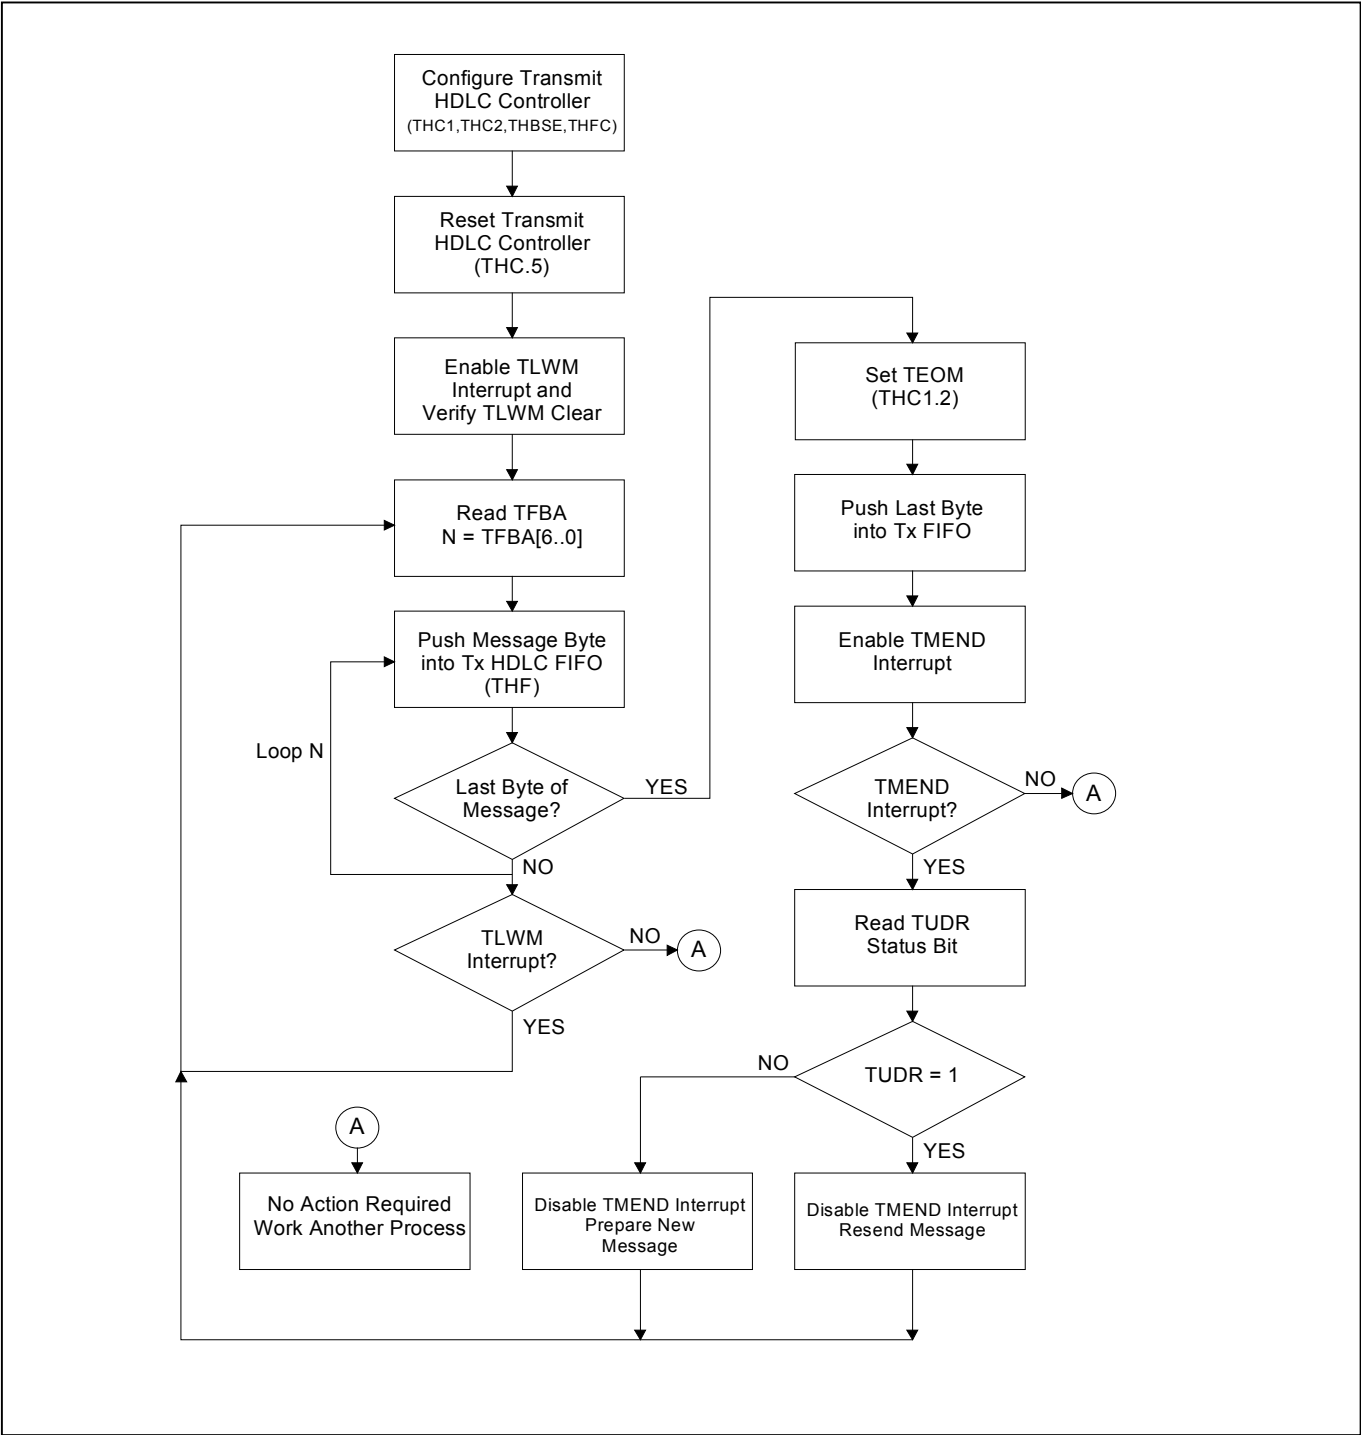 Configure Transmit
HDLC Controller
(THC1,THC2,THBSE,THFC)
Reset Transmit
HDLC Controller
(THC.5)
Enable TLWM
Interrupt and
Verify TLWM Clear
Read TFBA
N = TFBA[6..0]
Push Message Byte
into Tx HDLC FIFO
(THF)
Loop N
Last Byte of
Message?
YES
NO
TLWM
Interrupt?
NO
A
YES
Set TEOM
(THC1.2)
Push Last Byte
into Tx FIFO
Enable TMEND
Interrupt
TMEND
Interrupt?
NO
A
YES
Read TUDR
Status Bit
TUDR = 1
NO
YES
A
No Action Required
Work Another Process
Disable TMEND Interrupt
Prepare New
Message
Disable TMEND Interrupt
Resend Message